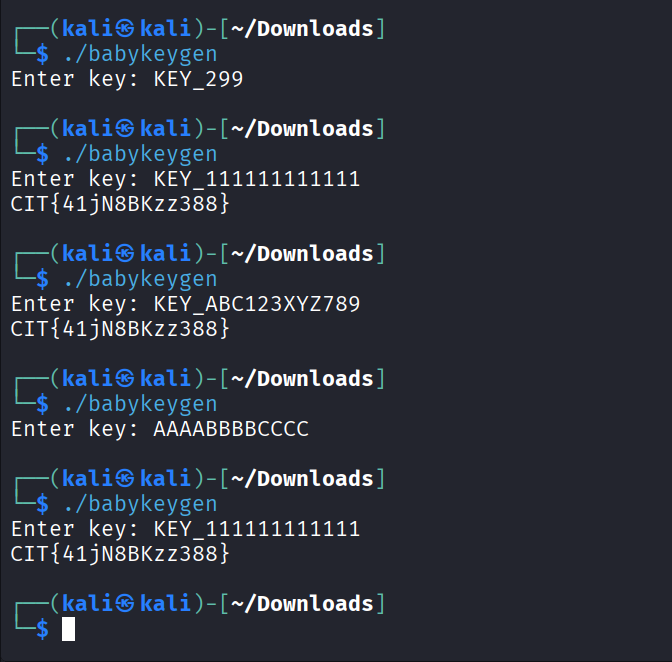 ┌──(kali㉿kali)-[~/Downloads]
└─$ ./babykeygen
Enter key: KEY_299
┌──(kali㉿kali)-[~/Downloads]
└─$ ./babykeygen
Enter key: KEY_111111111111
CIT{41jN8BKzz388}
┌──(kali㉿kali)-[~/Downloads]
└─$ ./babykeygen
Enter key: KEY_ABC123XYZ789
CIT{41jN8BKzz388}
┌──(kali㉿kali)-[~/Downloads]
└─$ ./babykeygen
Enter key: AAAABBBBCCCC
┌──(kali㉿kali)-[~/Downloads]
└─$ ./babykeygen
Enter key: KEY_111111111111
CIT{41jN8BKzz388}
┌──(kali㉿kali)-[~/Downloads]
└─$